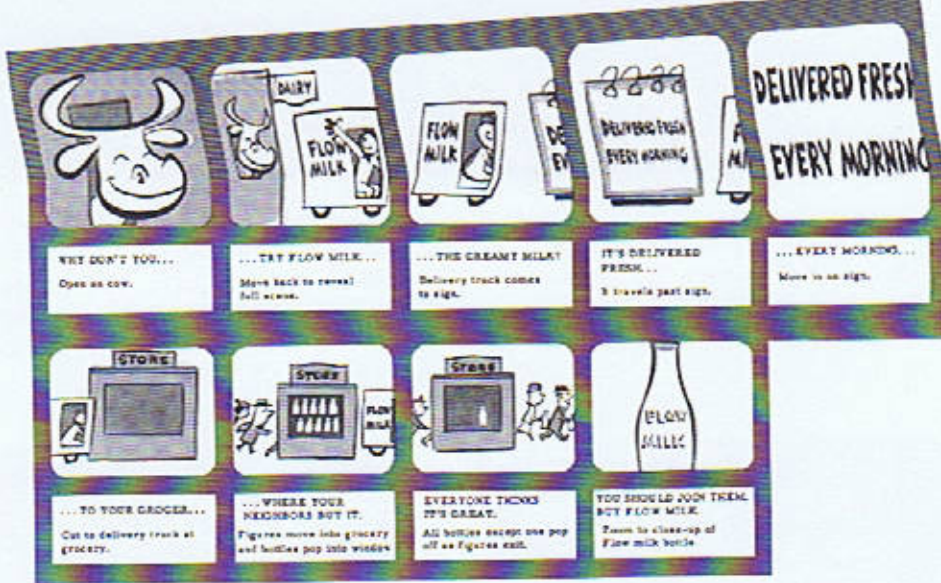 DAIRY
FLOW
MILK
FLOW
MILK
DE
EV
DELIVERED FRESH
EVERY MORNING
F
MI
DELIVERED FRESH
EVERY MORNING
WHY DON'T YOU...
Open on cow.
...TRY FLOW MILK...
Move back to reveal
full scene.
...THE CREAMY MILK?
Delivery truck comes
to sign.
IT'S DELIVERED
FRESH...
It travels past sign.
...EVERY MORNING...
Move in on sign.
STORE
STORE
FLOW
MILK
STORE
FLOW
MILK
...TO YOUR GROCER...
Cut to delivery truck at
grocery.
...WHERE YOUR
NEIGHBORS BUY IT.
Figures move into grocery
and bottles pop into window
EVERYONE THINKS
IT'S GREAT.
All bottles except one pop
off as figures exit.
YOU SHOULD JOIN THEM.
BUY FLOW MILK.
Zoom to close-up of
Flow milk bottle.